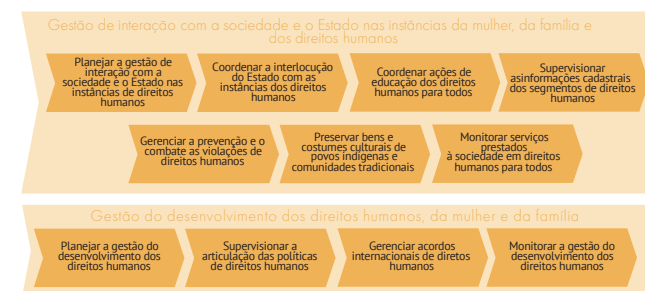 Gestão de interação com a sociedade e o Estado nas instâncias da mulher, da família e
dos direitos humanos
Planejar a gestão de
interação com a
sociedade e o Estado nas
instâncias de direitos
humanos
Coordenar a interlocução
do Estado com as
instâncias dos direitos
humanos
Coordenar ações de
educação dos direitos
humanos para todos
Supervisionar
asinformações cadastrais
dos segmentos de direitos
humanos
Gerenciar a prevenção e o
combate as violações de
direitos humanos
Preservar bens e
costumes culturais de
povos indígenas e
comunidades tradicionais
Monitorar serviços
prestados
à sociedade em direitos
humanos para todos
Gestão do desenvolvimento dos direitos humanos, da mulher e da família
Planejar a gestão do
desenvolvimento dos
direitos humanos
Supervisionar a
articulação das políticas
de direitos humanos
Gerenciar acordos
internacionais de diretos
humanos
Monitorar a gestão do
desenvolvimento dos
direitos humanos